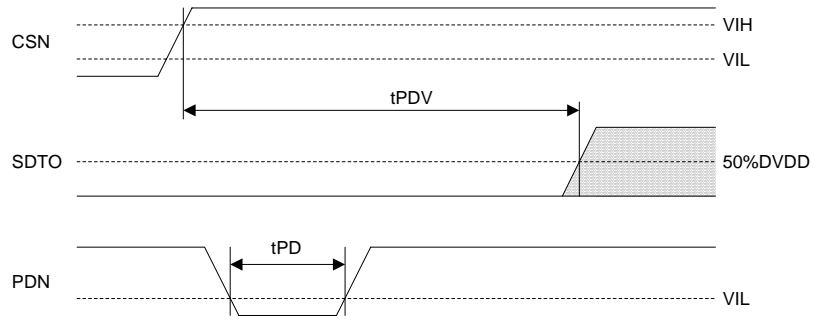 CSN
VIH
VIL
tPDV
SDTO
50%DVDD
tPD
PDN
VIL